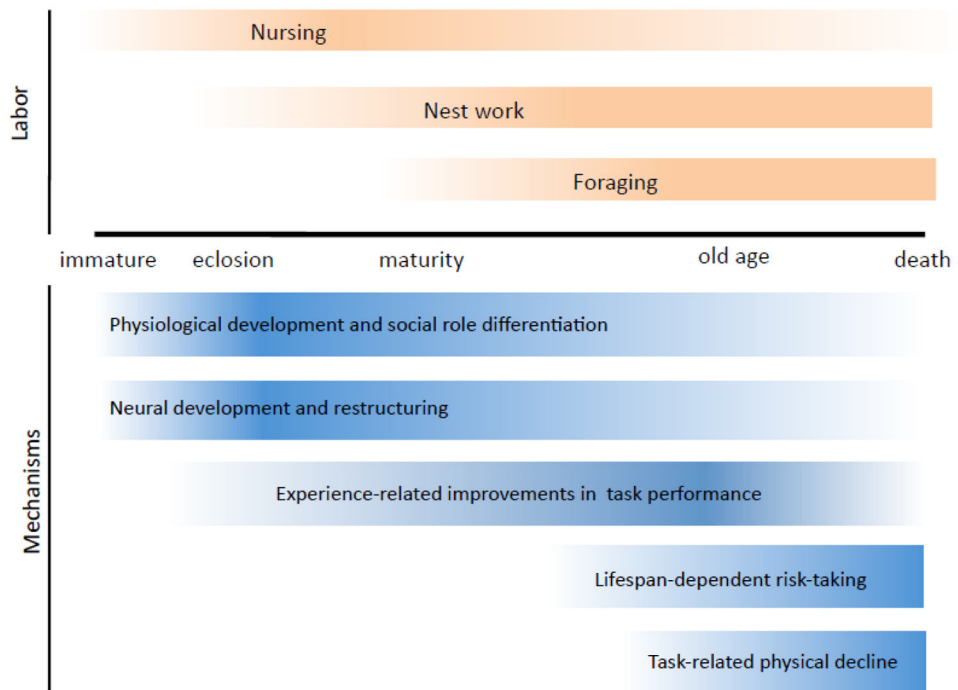 Labor
Nursing
Nest work
Foraging
immature
eclosion
maturity
old age
death
Mechanisms
Physiological development and social role differentiation
Neural development and restructuring
Experience-related improvements in task performance
Lifespan-dependent risk-taking
Task-related physical decline